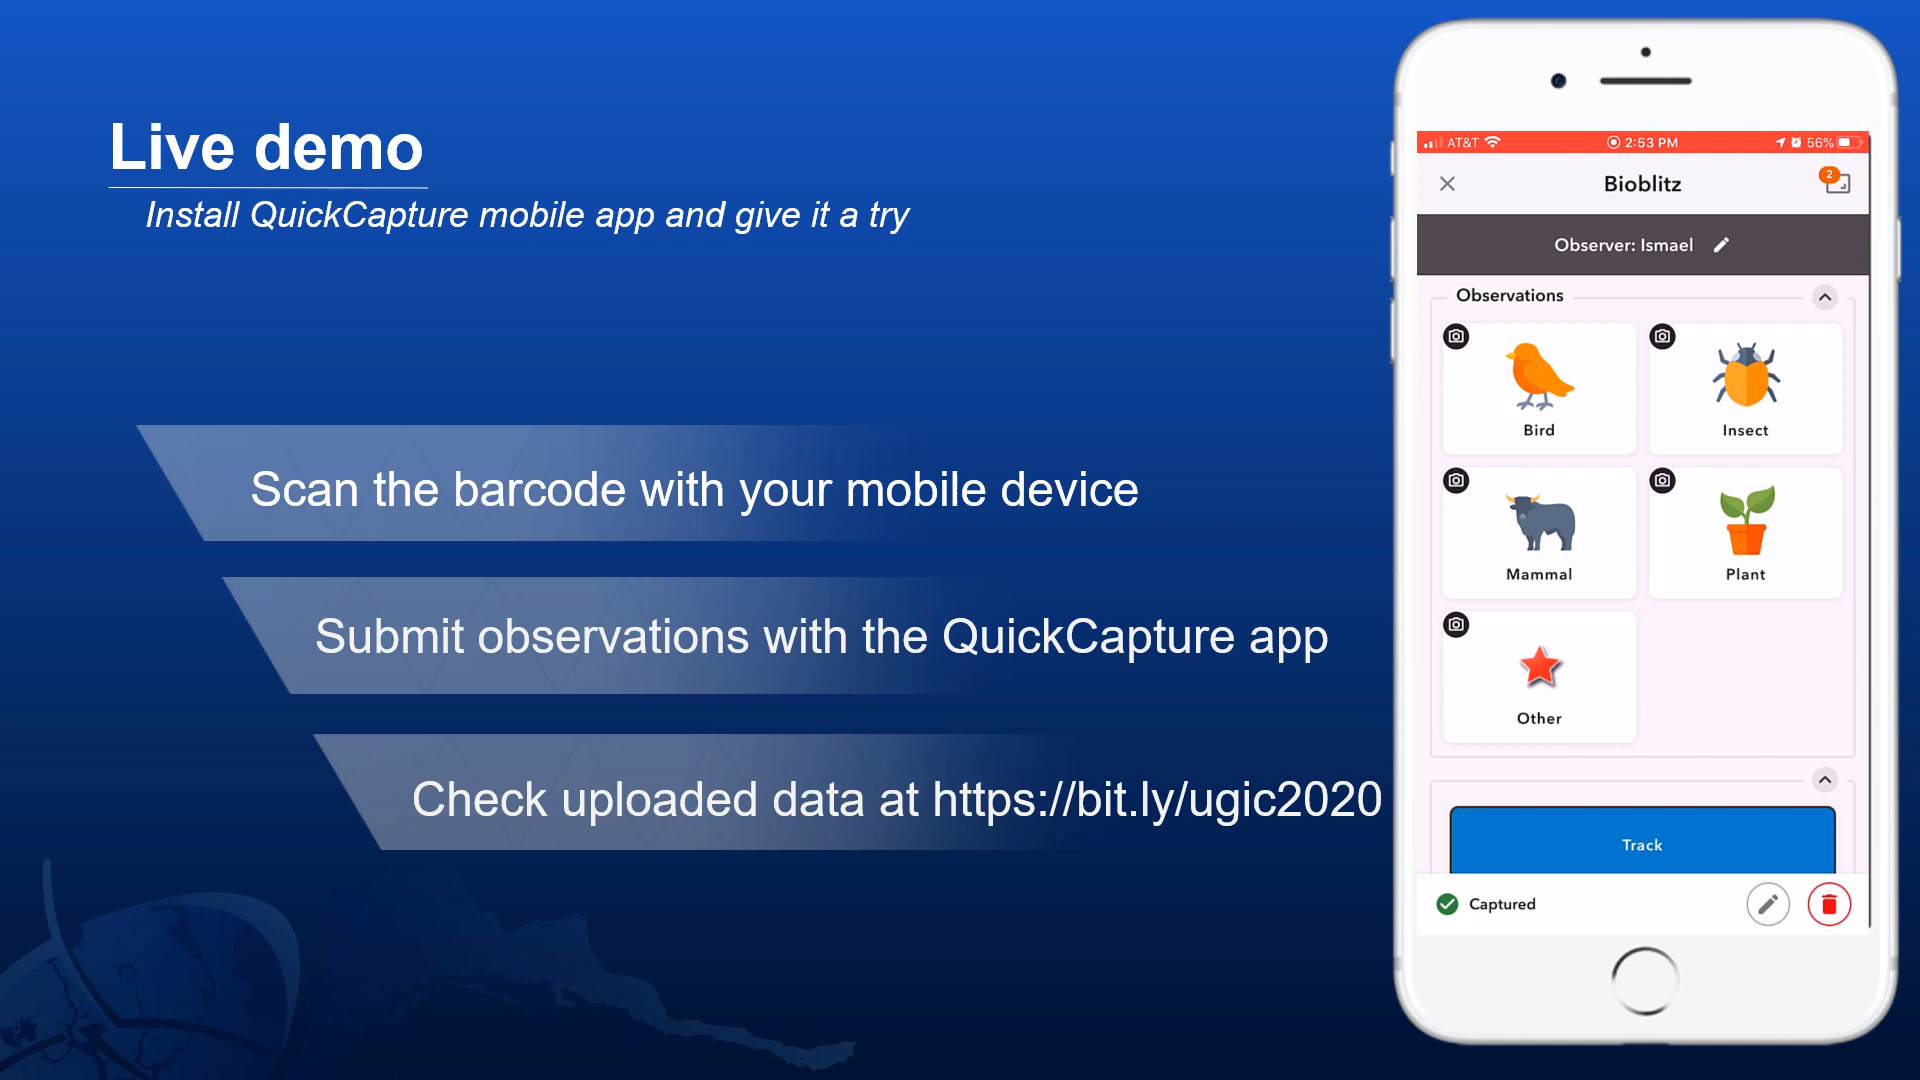 Live demo
Install QuickCapture mobile app and give it a try
Scan the barcode with your mobile device
Submit observations with the QuickCapture app
Check uploaded data at https://bit.ly/ugic2020
AT&T 2:53 PM 56%
Bioblitz 2
Observer: Ismael
Observations
Bird Insect
Mammal Plant
Other
Track
Captured